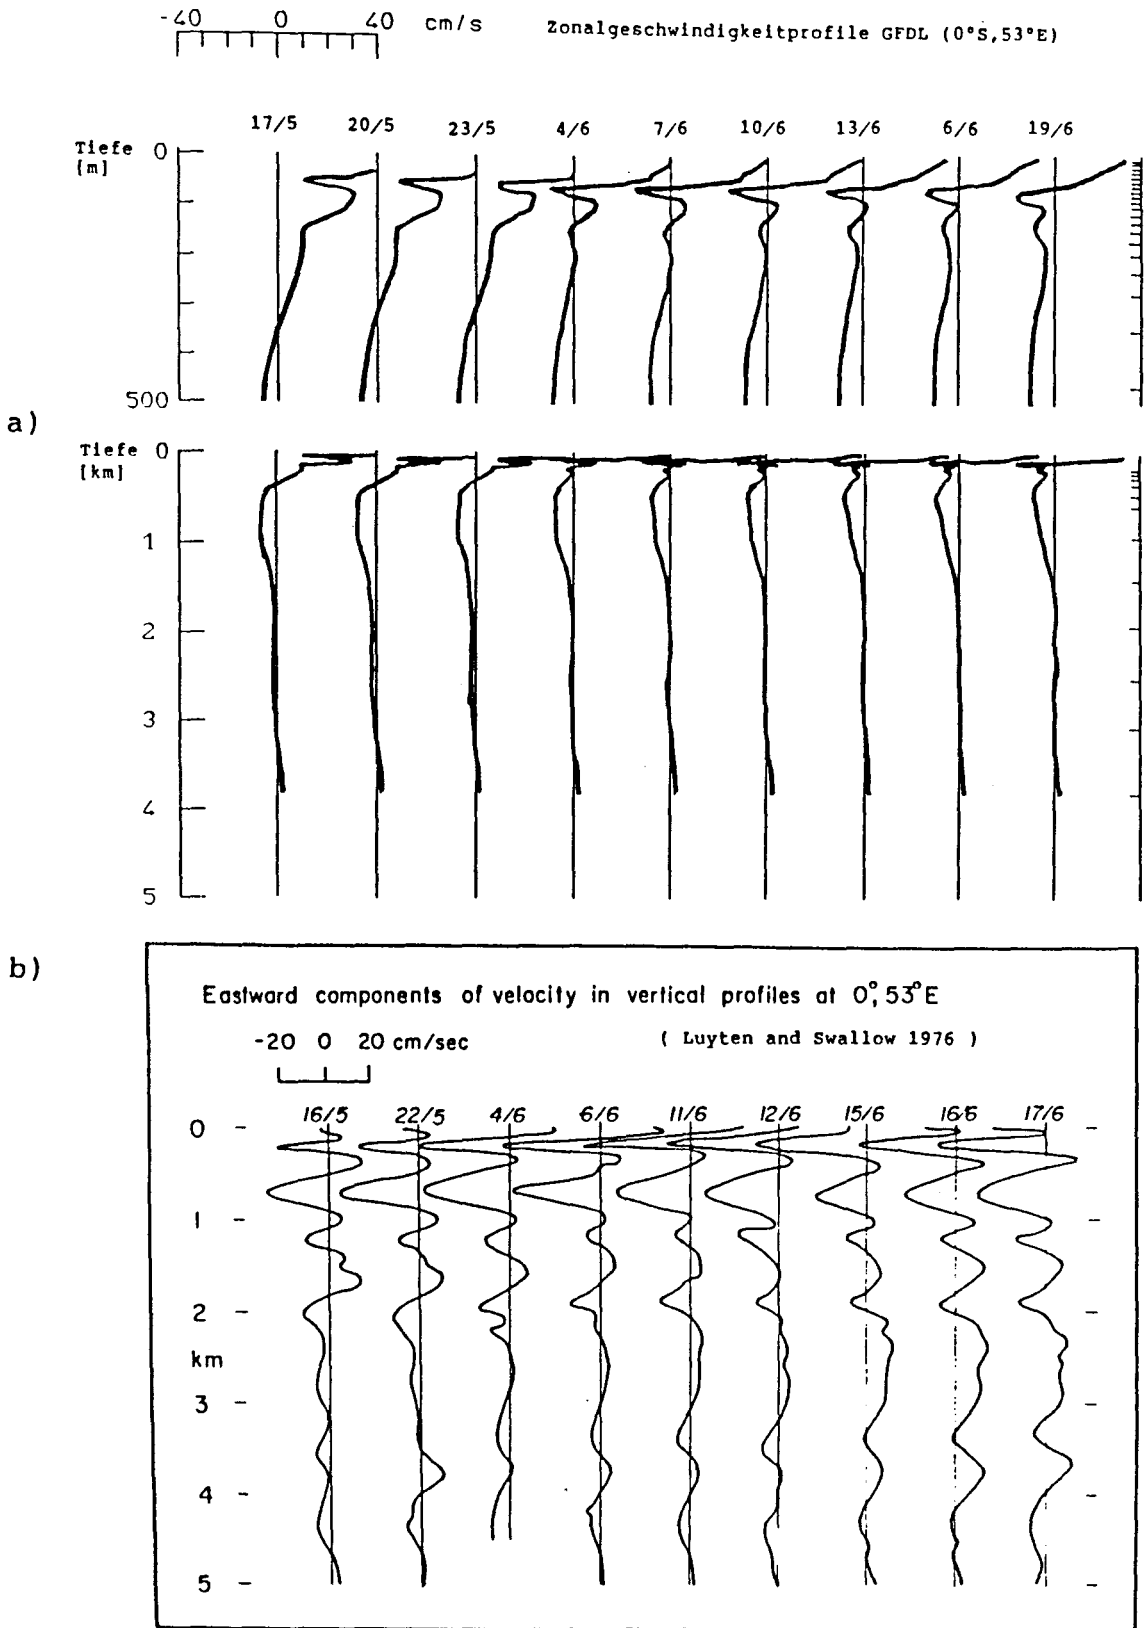 -40 0 40 cm/s Zonalgeschwindigkeitprofile GFDL (0°S,53°E)
17/5 20/5 23/5 4/6 7/6 10/6 13/6 6/6 19/6
Tiefe 0
[m]
500
a)
Tiefe 0
[km]
1
2
3
4
5
b)
Eastward components of velocity in vertical profiles at 0°, 53°E
-20 0 20 cm/sec ( Luyten and Swallow 1976 )
16/5 22/5 4/6 6/6 11/6 12/6 15/6 16/6 17/6
0
1
2
km
3
4
5